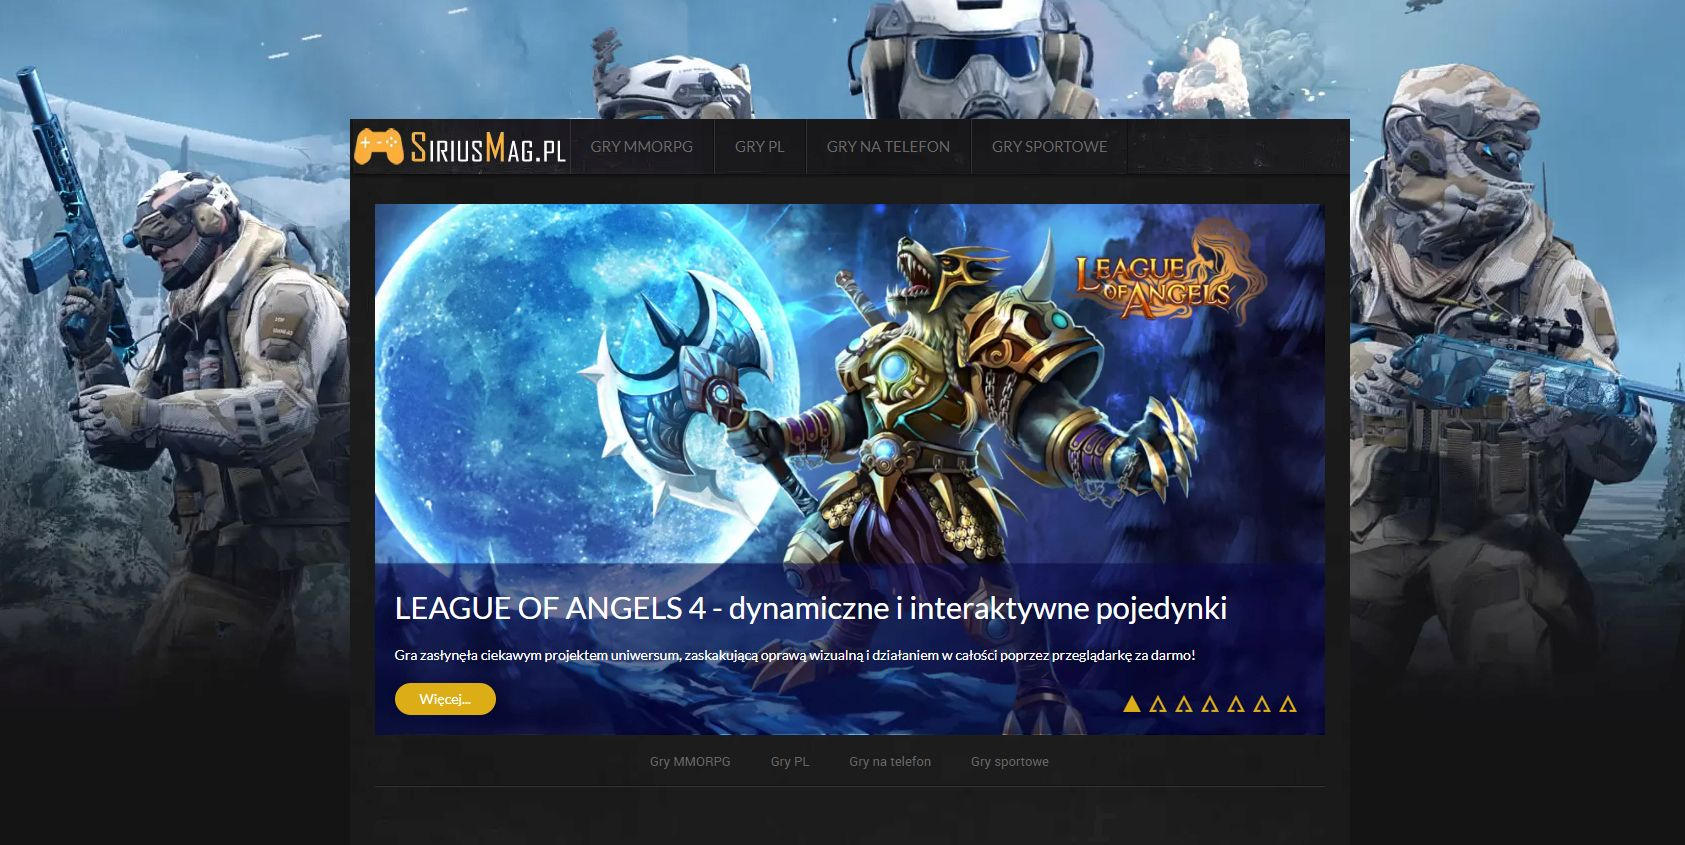 SIRIUSMAG.PL
GRY MMORPG
GRY PL
GRY NA TELEFON
GRY SPORTOWE
LEAGUE
OF ANGELS
LEAGUE OF ANGELS 4 - dynamiczne i interaktywne pojedynki
Gra zasłynęła ciekawym projektem uniwersum, zaskakującą oprawą wizualną i działaniem w całości poprzez przeglądarkę za darmo!
Więcej...
Gry MMORPG
Gry PL
Gry na telefon
Gry sportowe